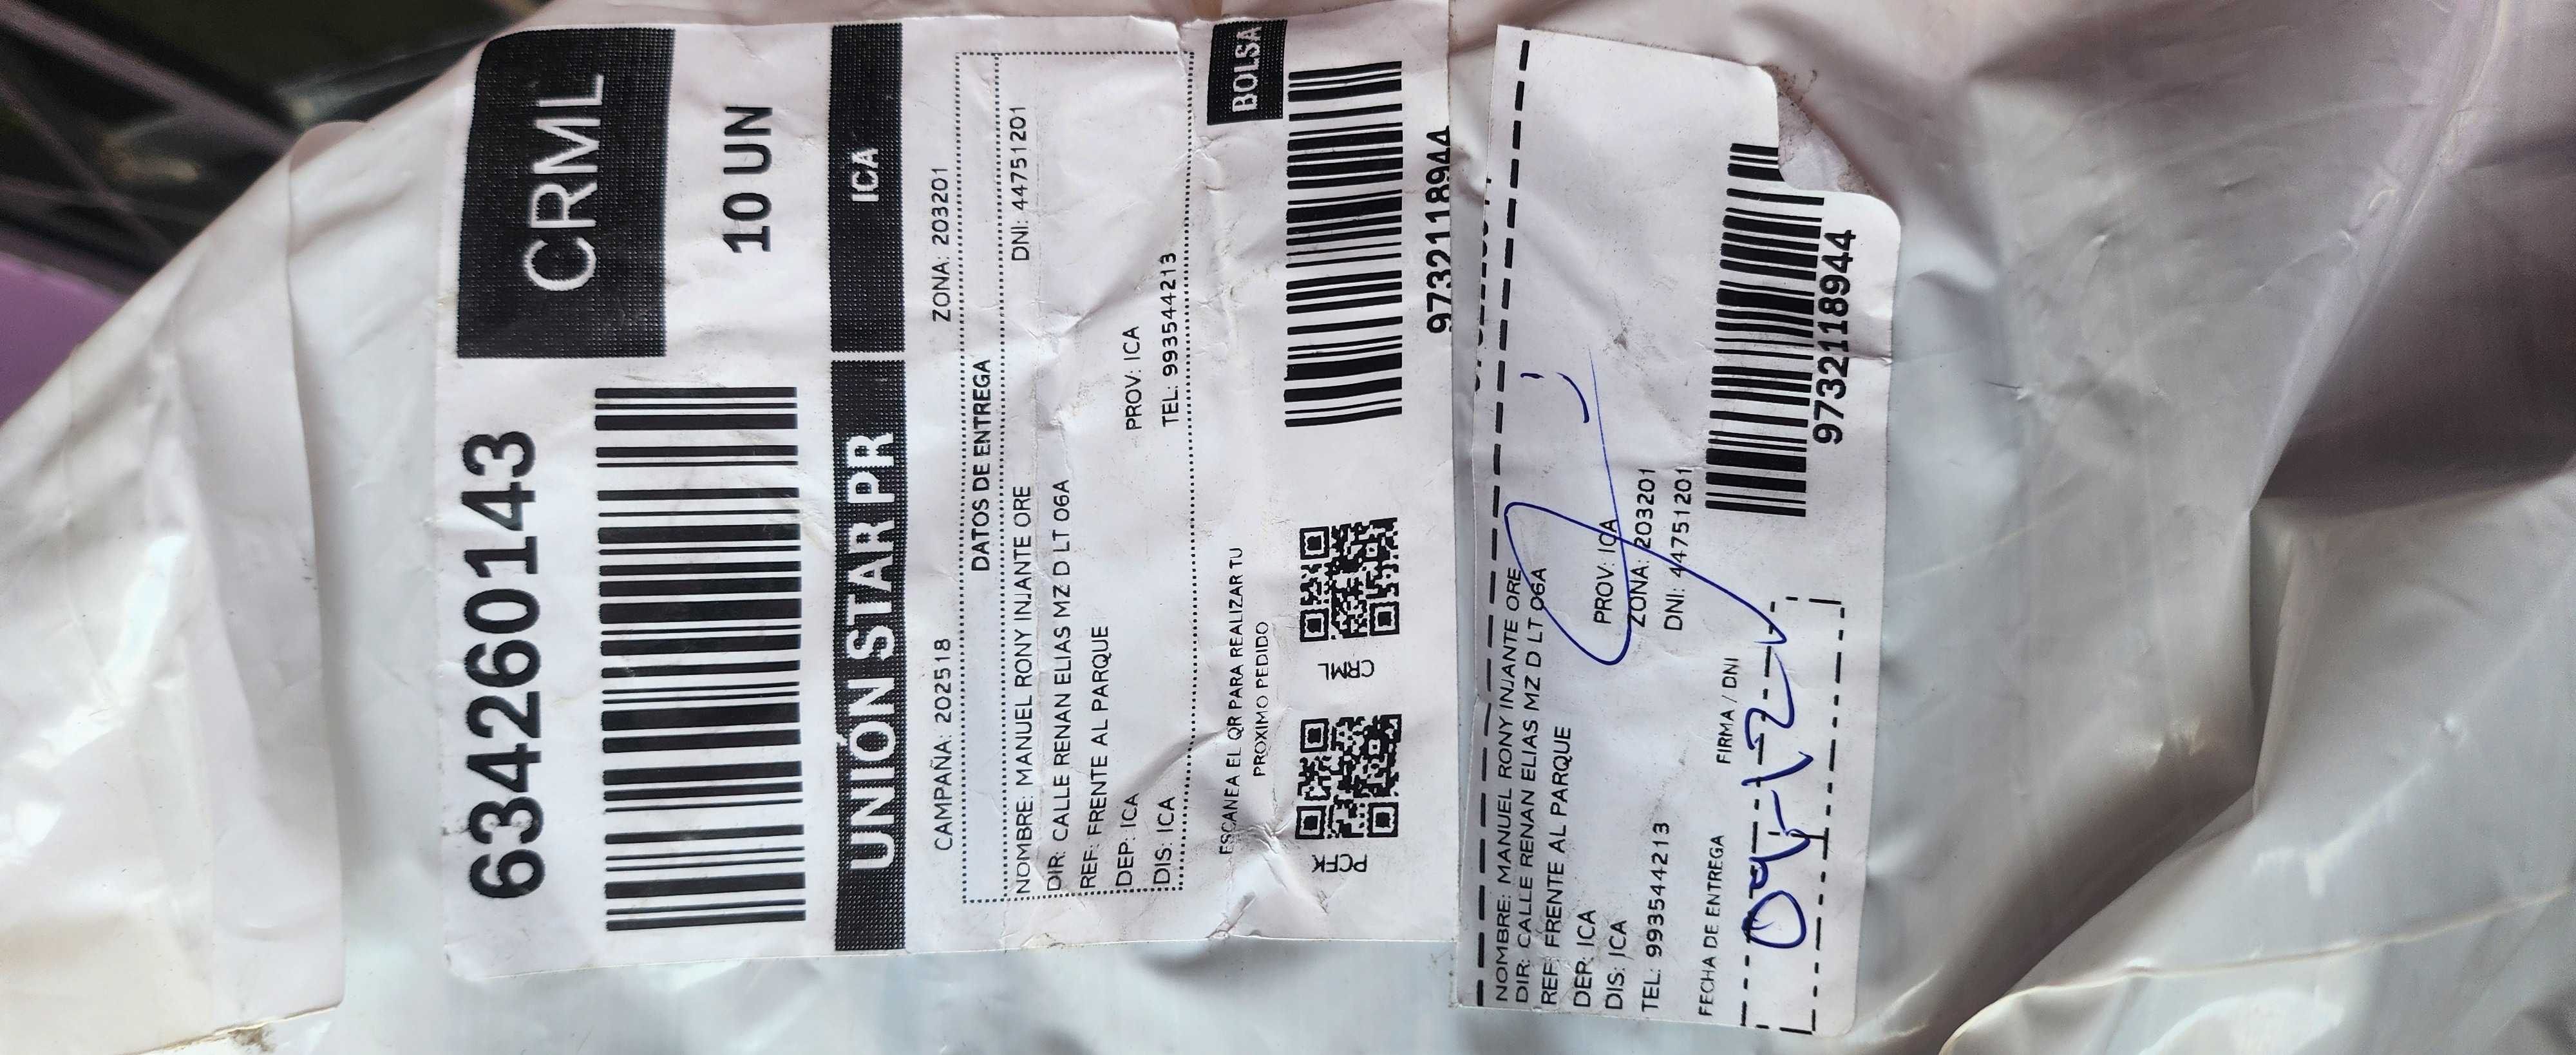 634260143
CRML
10 UN
UNIÓN STAR PR
ICA
CAMPAÑA: 202518
ZONA: 203201
DATOS DE ENTREGA
NOMBRE: MANUEL RONY INJANTE ORE
DNI: 44751201
DIR: CALLE RENAN ELIAS MZ D LT 06A
REF: FRENTE AL PARQUE
DEP: ICA
PROV: ICA
DIS: ICA
TEL: 993544213
ESCANEA EL QR PARA REALIZAR TU
PROXIMO PEDIDO
BOLSA
PCFK
CRML
9732118944
NOMBRE: MANUEL RONY INJANTE ORE
DIR: CALLE RENAN ELIAS MZ D LT 06A
REF: FRENTE AL PARQUE
DEP: ICA
PROV: ICA
DIS: ICA
ZONA: 203201
TEL: 993544213
DNI: 44751201
FECHA DE ENTREGA
FIRMA / DNI
9732118944